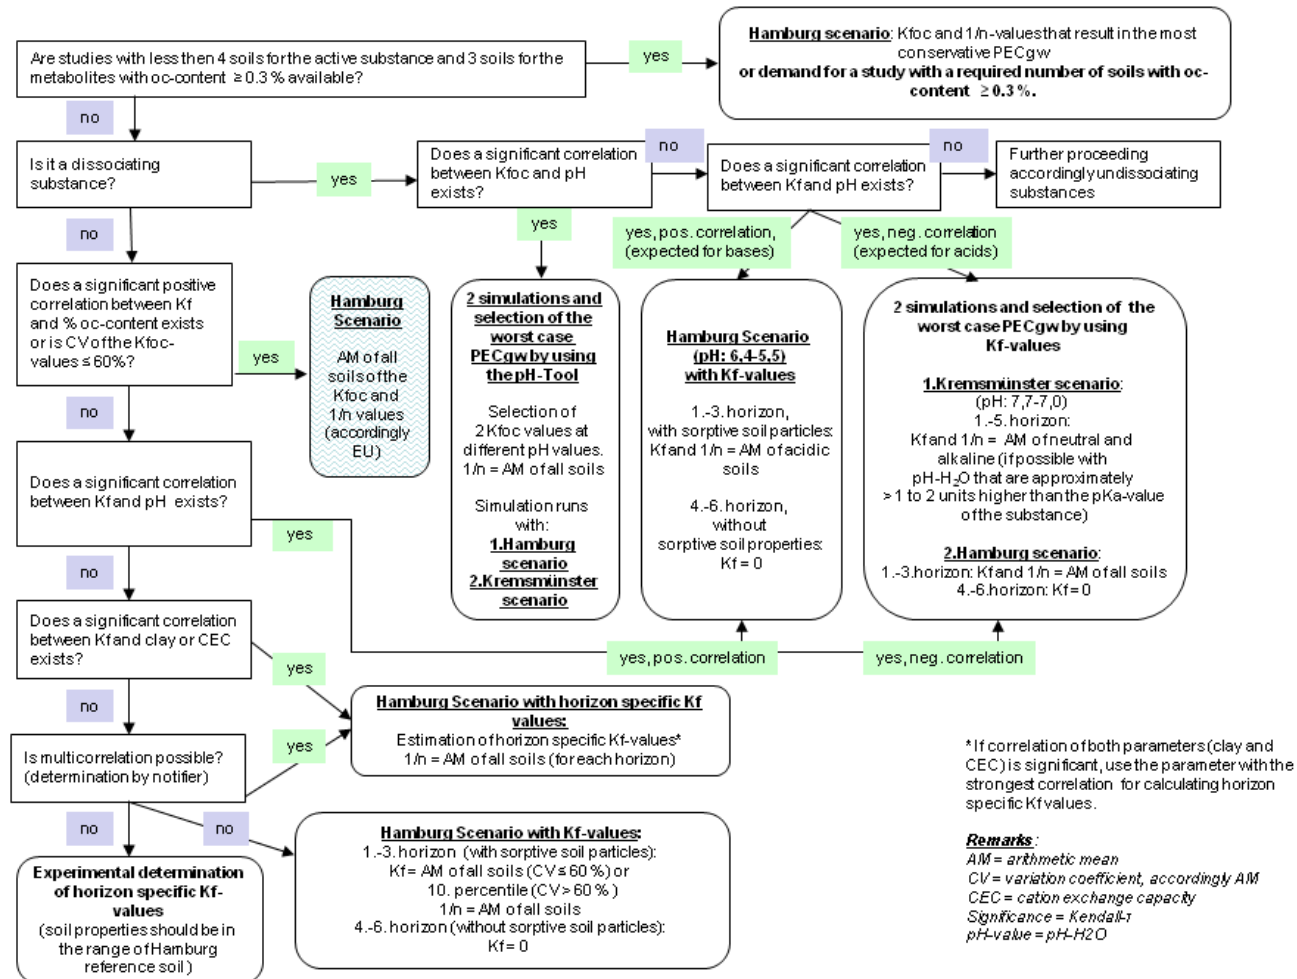 Are studies with less then 4 soils for the active substance and 3 soils for the
metabolites with oc-content ≥ 0.3 % available?
yes
Hamburg scenario: Kfoc and 1/n-values that result in the most
conservative PECgw
or demand for a study with a required number of soils with oc-
content ≥ 0.3 %.
no
Is it a dissociating
substance?
yes
Does a significant correlation
between Kfoc and pH
exists?
no
Does a significant correlation
between Kf and pH exists?
no
Further proceeding
accordingly undissociating
substances
no
yes
yes, pos. correlation,
(expected for bases)
yes, neg. correlation
(expected for acids)
Does a significant positive
correlation between Kf
and % oc-content exists
or is CV of the Kfoc-
values ≤ 60%?
yes
Hamburg
Scenario
AM of all
soils of the
Kfoc and
1/n values
(accordingly
EU)
2 simulations and
selection of the
worst case
PECgw by using
the pH-Tool
Selection of
2 Kfoc values at
different pH values.
1/n = AM of all soils
Simulation runs
with:
1.Hamburg
scenario
2.Kremsmünster
scenario
Hamburg Scenario
(pH: 6,4-5,5)
with Kf-values
1.-3. horizon,
with sorptive soil particles:
Kf and 1/n = AM of acidic
soils
4.-6. horizon,
without
sorptive soil properties:
Kf = 0
2 simulations and selection of the
worst case PECgw by using
Kf-values
1.Kremsmünster scenario:
(pH: 7,7-7,0)
1.-5. horizon:
Kf and 1/n = AM of neutral and
alkaline (if possible with
pH-H₂O that are approximately
> 1 to 2 units higher than the pKa-value
of the substance)
2.Hamburg scenario:
1.-3. horizon: Kf and 1/n = AM of all soils
4.-6. horizon: Kf = 0
no
Does a significant correlation
between Kf and pH exists?
yes
yes, pos. correlation
yes, neg. correlation
no
Does a significant correlation
between Kf and clay or CEC
exists?
yes
no
Hamburg Scenario with horizon specific Kf
values:
Estimation of horizon specific Kf-values*
1/n = AM of all soils (for each horizon)
Is multicorrelation possible?
(determination by notifier)
yes
no
no
Experimental determination
of horizon specific Kf-
values
(soil properties should be in
the range of Hamburg
reference soil)
Hamburg Scenario with Kf-values:
1.-3. horizon (with sorptive soil particles):
Kf = AM of all soils (CV ≤ 60 %) or
10. percentile (CV > 60 %)
1/n = AM of all soils
4.-6. horizon (without sorptive soil particles):
Kf = 0
* If correlation of both parameters (clay and
CEC) is significant, use the parameter with the
strongest correlation for calculating horizon
specific Kf values.
Remarks:
AM = arithmetic mean
CV = variation coefficient, accordingly AM
CEC = cation exchange capacity
Significance = Kendall-τ
pH-value = pH-H2O